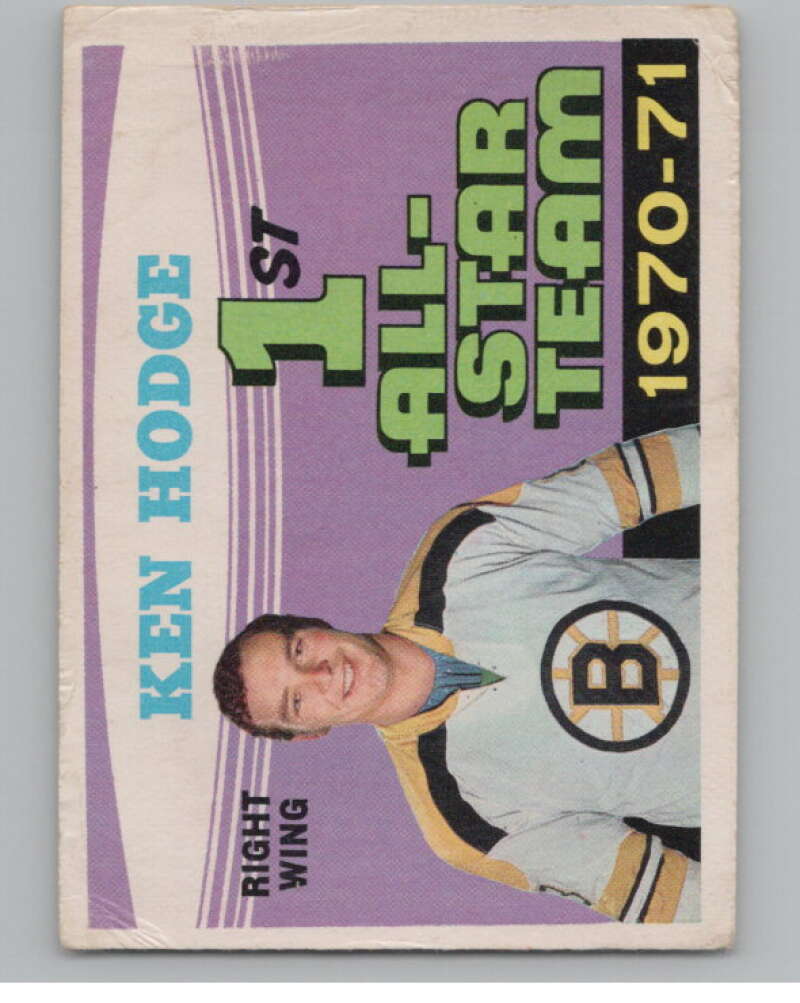 KEN HODGE
RIGHT
WING
1ST
ALL-
STAR
TEAM
1970-71
B